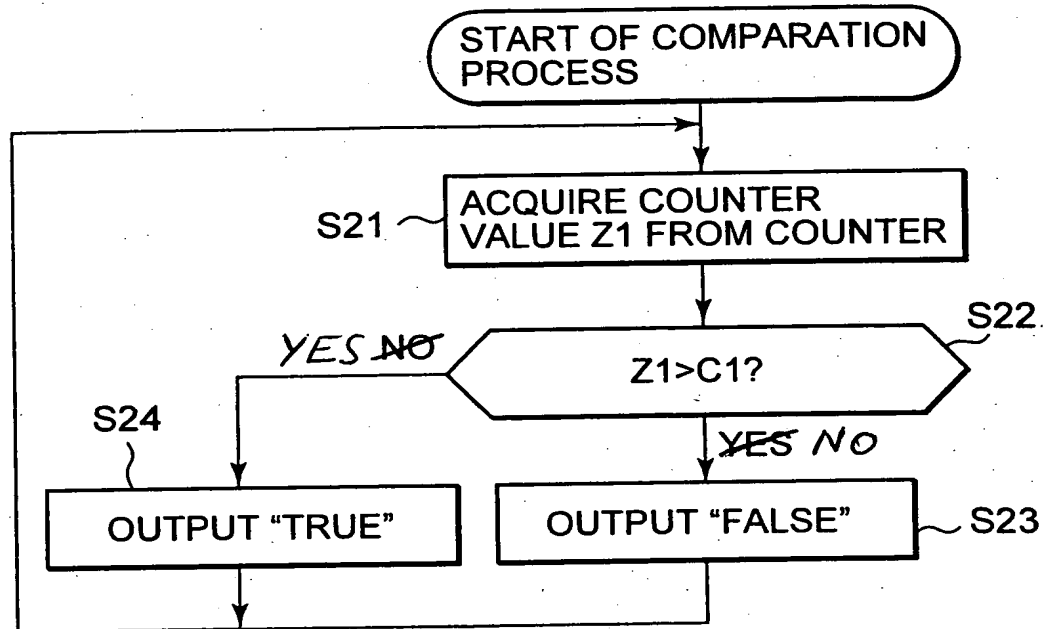 START OF COMPARATION
PROCESS
S21
ACQUIRE COUNTER
VALUE Z1 FROM COUNTER
S22
Z1>C1?
YES NO
YES NO
S24
OUTPUT “TRUE”
OUTPUT “FALSE”
S23